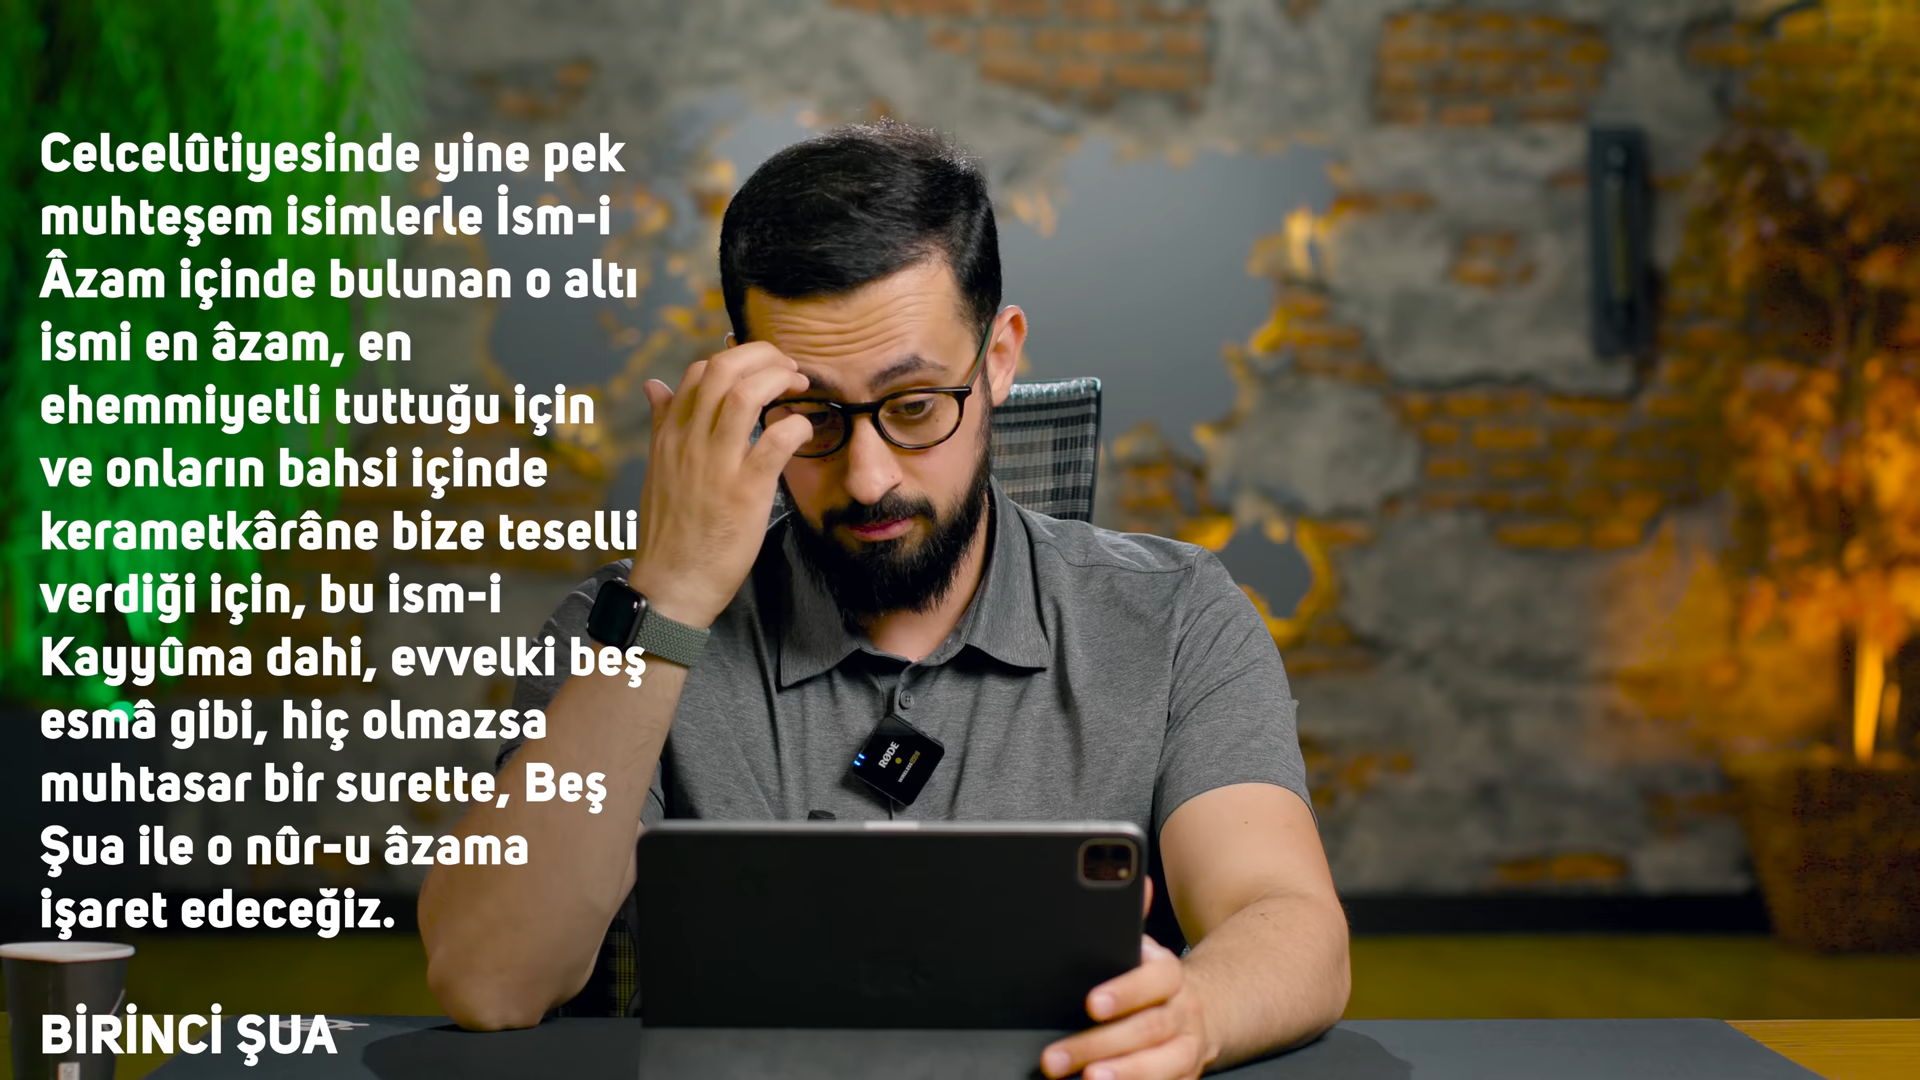 Celcelûtiyesinde yine pek
muhteşem isimlerle İsm-i
Âzam içinde bulunan o altı
ismi en âzam, en
ehemmiyetli tuttuğu için
ve onların bahsi içinde
kerametkârâne bize teselli
verdiği için, bu ism-i
Kayyûma dahi, evvelki beş
esmâ gibi, hiç olmazsa
muhtasar bir surette, Beş
Şua ile o nûr-u âzama
işaret edeceğiz.
BİRİNCİ ŞUA
RØDE